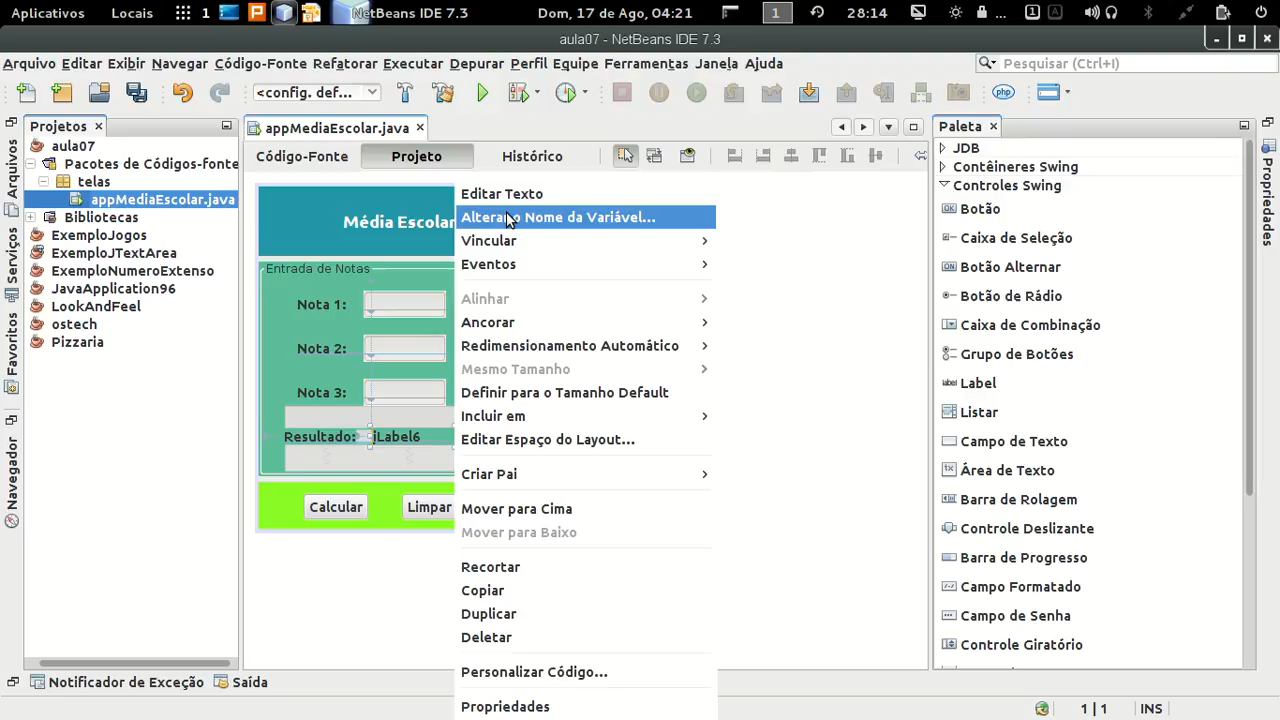 Aplicativos Locais 1 NetBeans IDE 7.3 Dom, 17 de Ago, 04:21 1 28:14 1 A
aula07 - NetBeans IDE 7.3
Arquivo Editar Exibir Navegar Código-Fonte Refatorar Executar Depurar Perfil Equipe Ferramentas Janela Ajuda Pesquisar (Ctrl+I)
<config. def... php
Projetos
aula07
Pacotes de Códigos-fonte
telas
appMediaEscolar.java
Bibliotecas
ExemploJogos
ExemploJTextArea
ExemploNumeroExtenso
JavaApplication96
LookAndFeel
ostech
Pizzaria
Arquivos
Serviços
Favoritos
Navegador
appMediaEscolar.java
Código-Fonte Projeto Histórico
Média Escolar
Entrada de Notas
Nota 1:
Nota 2:
Nota 3:
Resultado: jLabel6
Calcular Limpar
Editar Texto
Alterar o Nome da Variável...
Vincular
Eventos
Alinhar
Ancorar
Redimensionamento Automático
Mesmo Tamanho
Definir para o Tamanho Default
Incluir em
Editar Espaço do Layout...
Criar Pai
Mover para Cima
Mover para Baixo
Recortar
Copiar
Duplicar
Deletar
Personalizar Código...
Propriedades
Paleta
JDB
Contêineres Swing
Controles Swing
Botão
Caixa de Seleção
Botão Alternar
Botão de Rádio
Caixa de Combinação
Grupo de Botões
label Label
Listar
Campo de Texto
Área de Texto
Barra de Rolagem
Controle Deslizante
Barra de Progresso
Campo Formatado
Campo de Senha
Controle Giratório
Propriedades
Notificador de Exceção Saída
1 | 1 INS